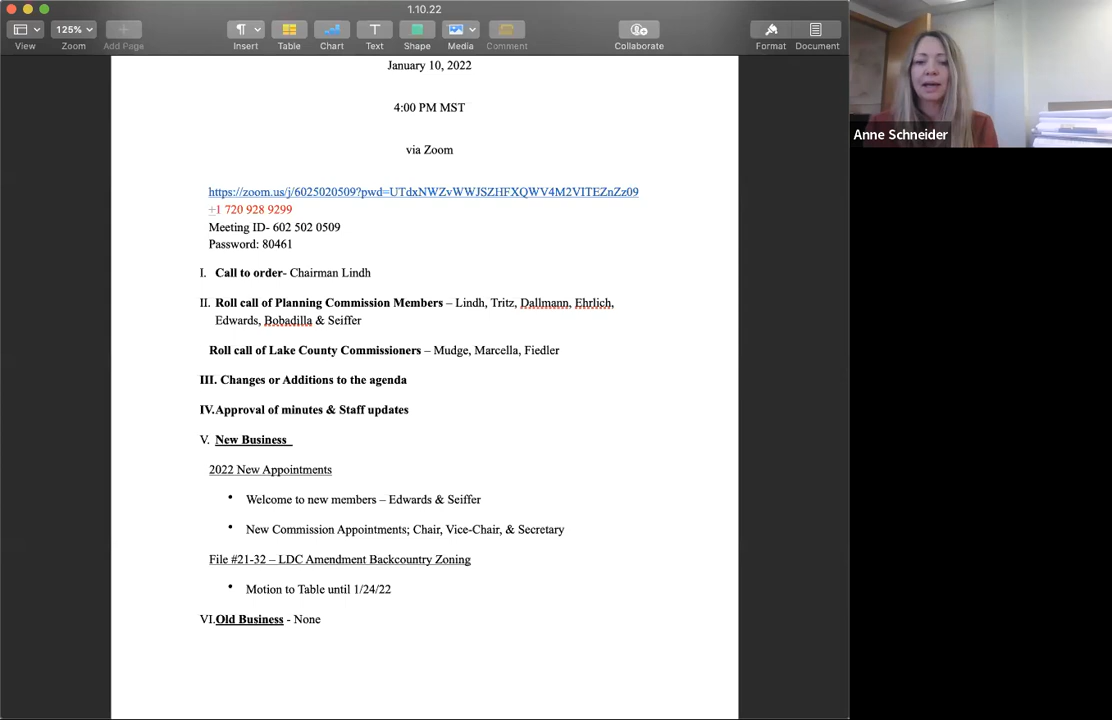 1.10.22
125%
View
Zoom
Add Page
Insert
Table
Chart
Text
Shape
Media
Comment
Collaborate
Format
Document
Anne Schneider
January 10, 2022
4:00 PM MST
via Zoom
https://zoom.us/j/6025020509?pwd=UTdxNWZvWWJSZHFXQWV4M2VITEZnZz09
+1 720 928 9299
Meeting ID- 602 502 0509
Password: 80461
I. Call to order- Chairman Lindh
II. Roll call of Planning Commission Members – Lindh, Tritz, Dallmann, Ehrlich,
Edwards, Bobadilla & Seiffer
Roll call of Lake County Commissioners – Mudge, Marcella, Fiedler
III. Changes or Additions to the agenda
IV.Approval of minutes & Staff updates
V. New Business
2022 New Appointments
• Welcome to new members – Edwards & Seiffer
• New Commission Appointments; Chair, Vice-Chair, & Secretary
File #21-32 – LDC Amendment Backcountry Zoning
• Motion to Table until 1/24/22
VI.Old Business - None